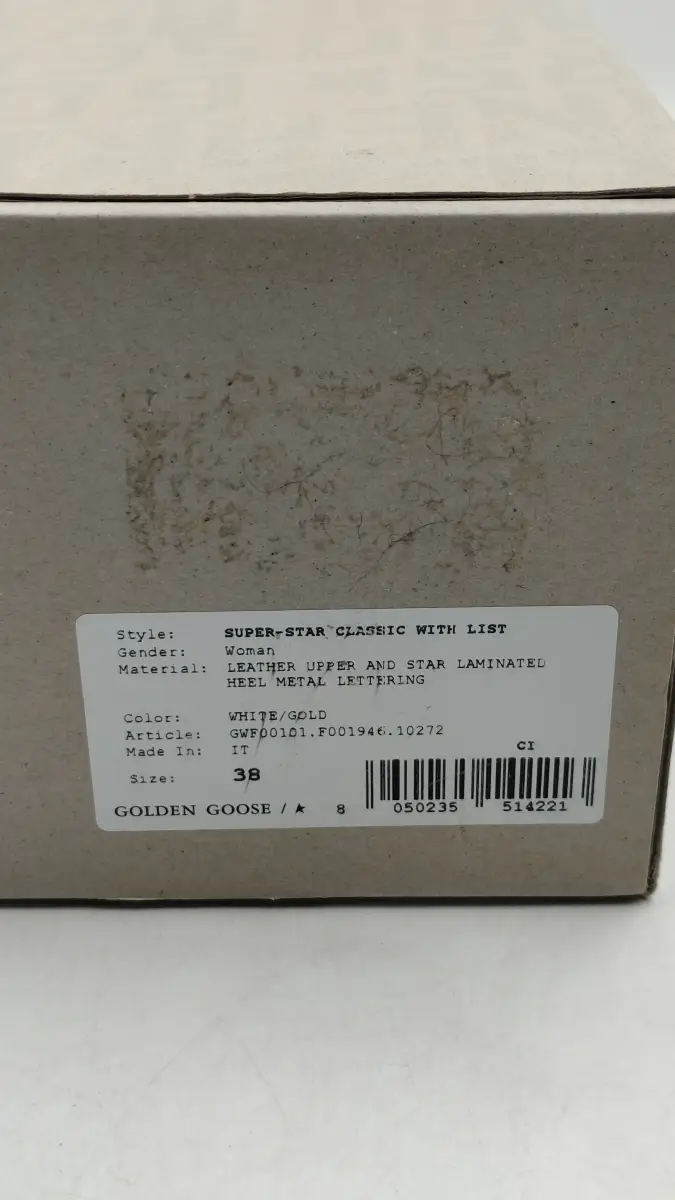 Style: SUPER-STAR CLASSIC WITH LIST
Gender: Woman
Material: LEATHER UPPER AND STAR LAMINATED
HEEL METAL LETTERING
Color: WHITE/GOLD
Article: GWF00101.F001946.10272
Made In: IT
CI
Size: 38
GOLDEN GOOSE / ★ 8 050235 514221